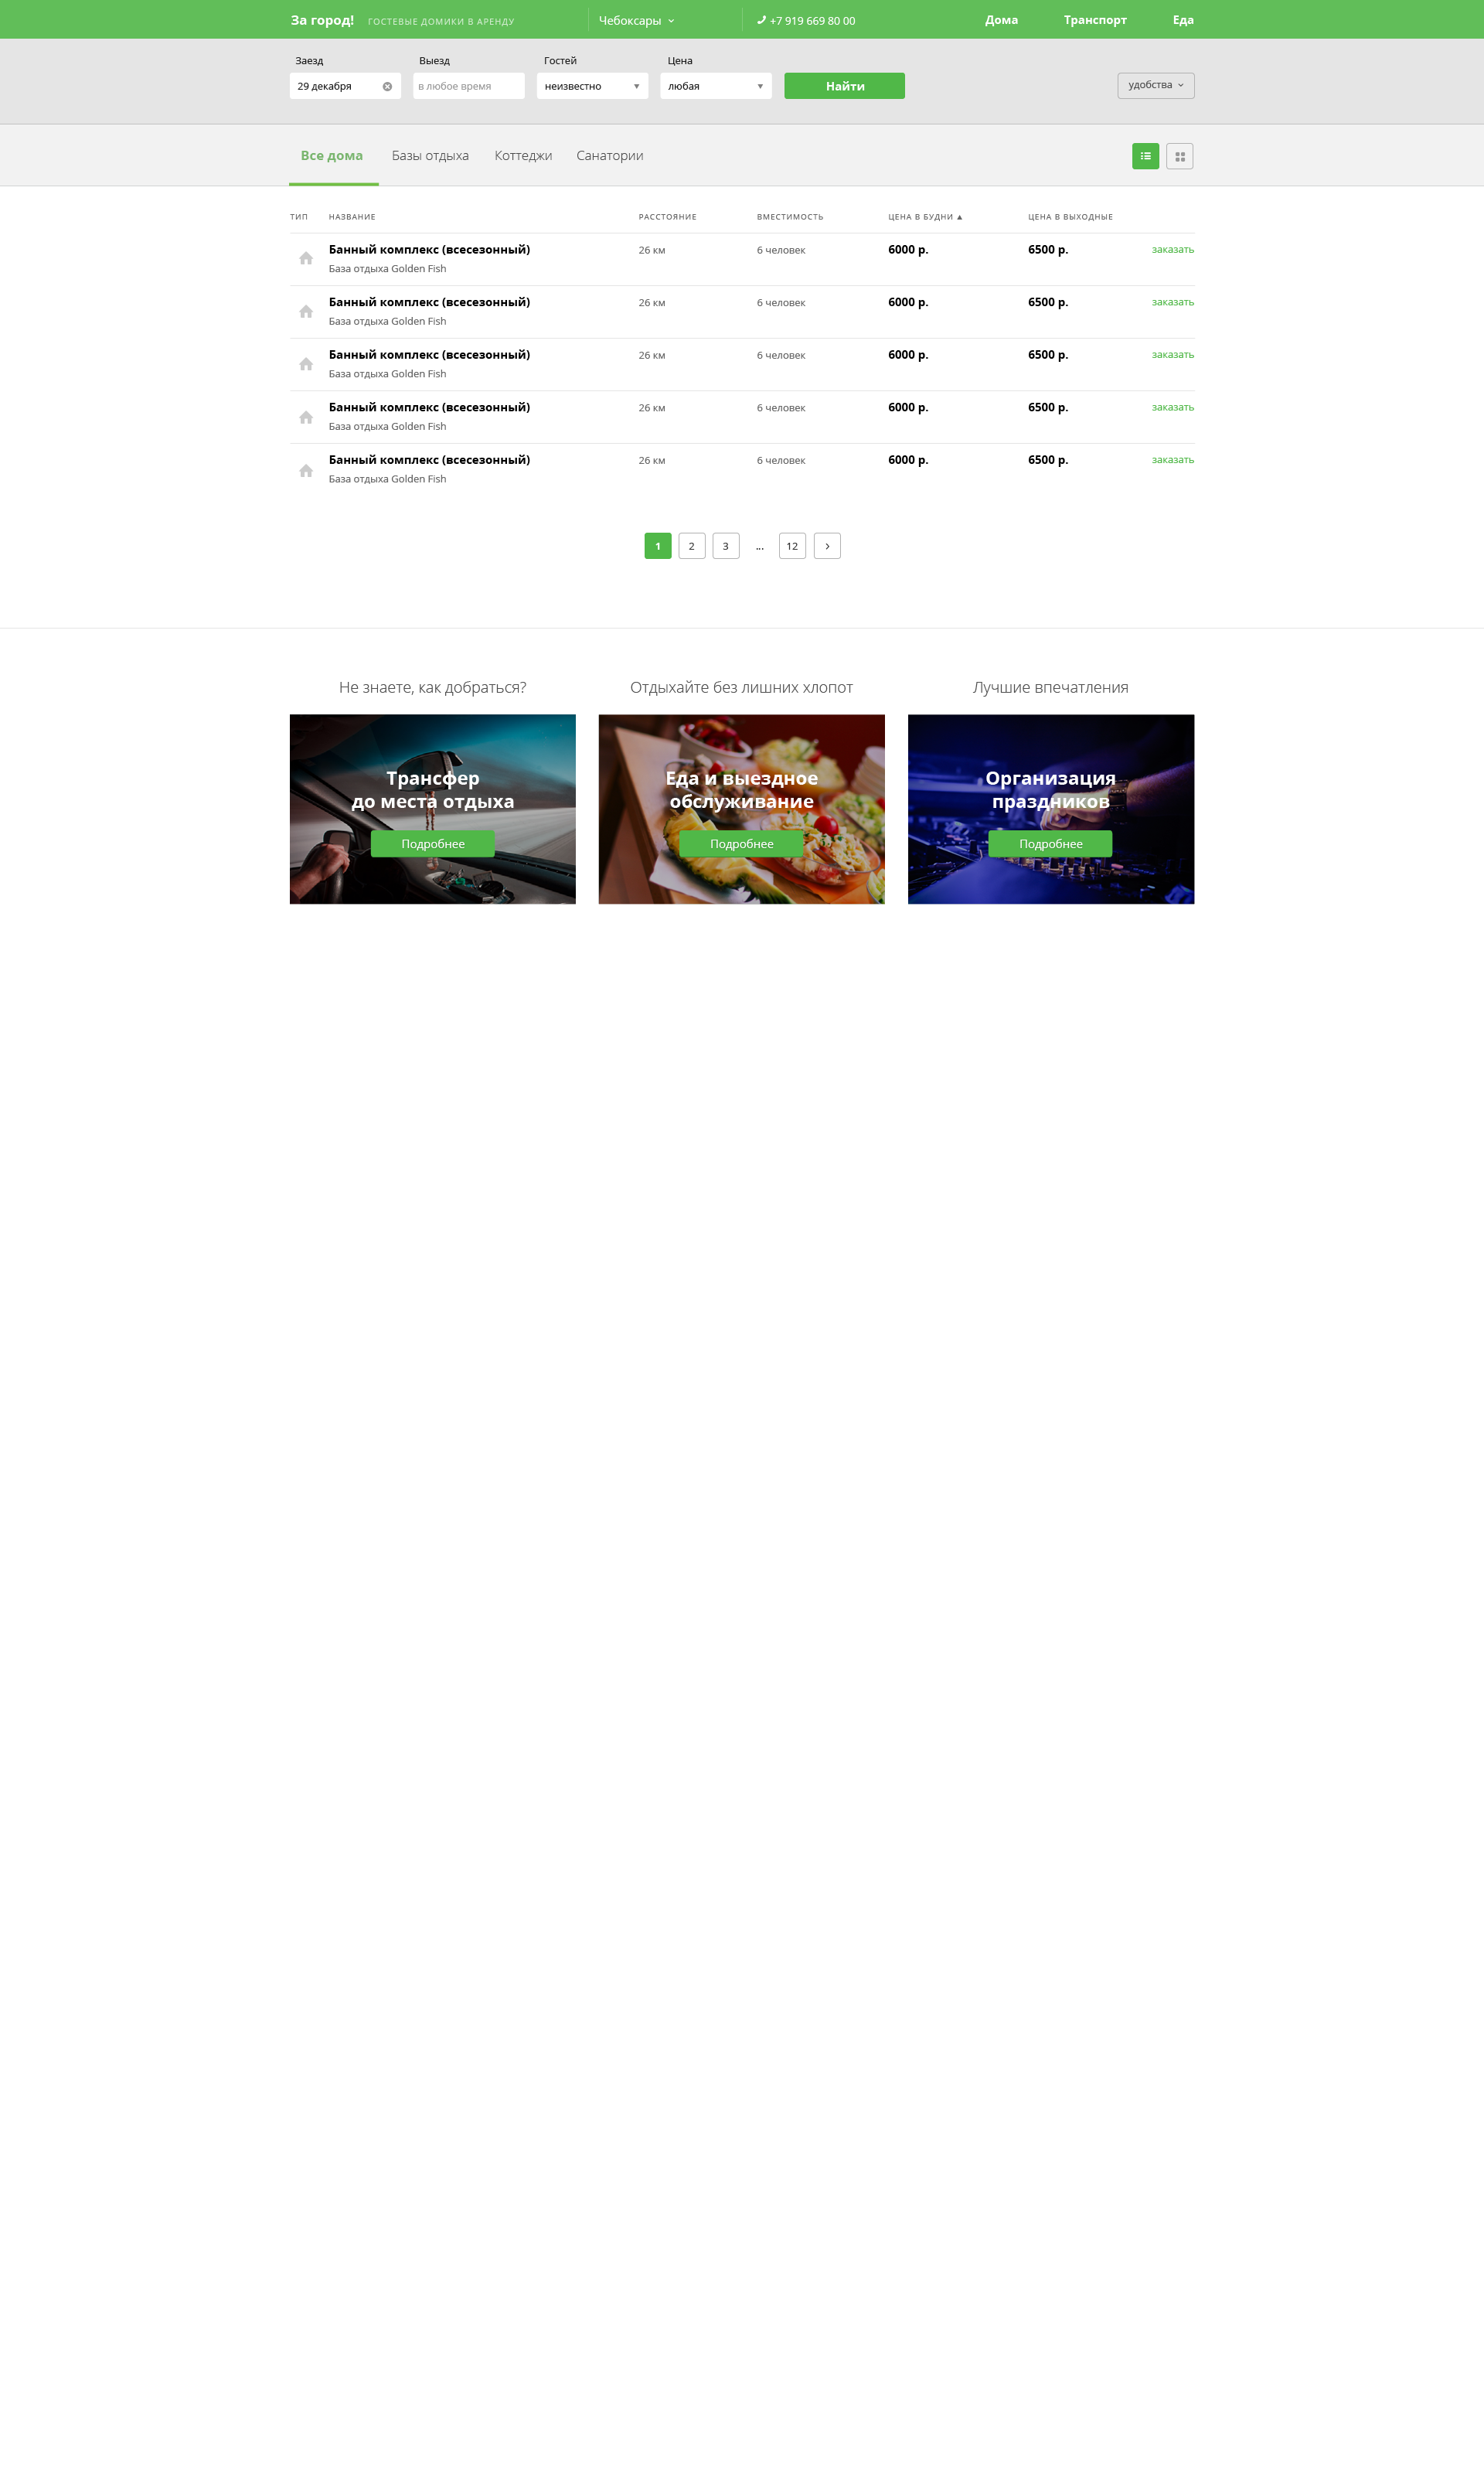 За город! ГОСТЕВЫЕ ДОМИКИ В АРЕНДУ Чебоксары +7 919 669 80 00 Дома Транспорт Еда
Заезд Выезд Гостей Цена
29 декабря в любое время неизвестно любая Найти удобства
Все дома Базы отдыха Коттеджи Санатории
ТИП НАЗВАНИЕ РАССТОЯНИЕ ВМЕСТИМОСТЬ ЦЕНА В БУДНИ ▲ ЦЕНА В ВЫХОДНЫЕ
Банный комплекс (всесезонный) 26 км 6 человек 6000 р. 6500 р. заказать
База отдыха Golden Fish
Банный комплекс (всесезонный) 26 км 6 человек 6000 р. 6500 р. заказать
База отдыха Golden Fish
Банный комплекс (всесезонный) 26 км 6 человек 6000 р. 6500 р. заказать
База отдыха Golden Fish
Банный комплекс (всесезонный) 26 км 6 человек 6000 р. 6500 р. заказать
База отдыха Golden Fish
Банный комплекс (всесезонный) 26 км 6 человек 6000 р. 6500 р. заказать
База отдыха Golden Fish
1 2 3 ... 12 ›
Не знаете, как добраться?
Трансфер
до места отдыха
Подробнее
Отдыхайте без лишних хлопот
Еда и выездное
обслуживание
Подробнее
Лучшие впечатления
Организация
праздников
Подробнее